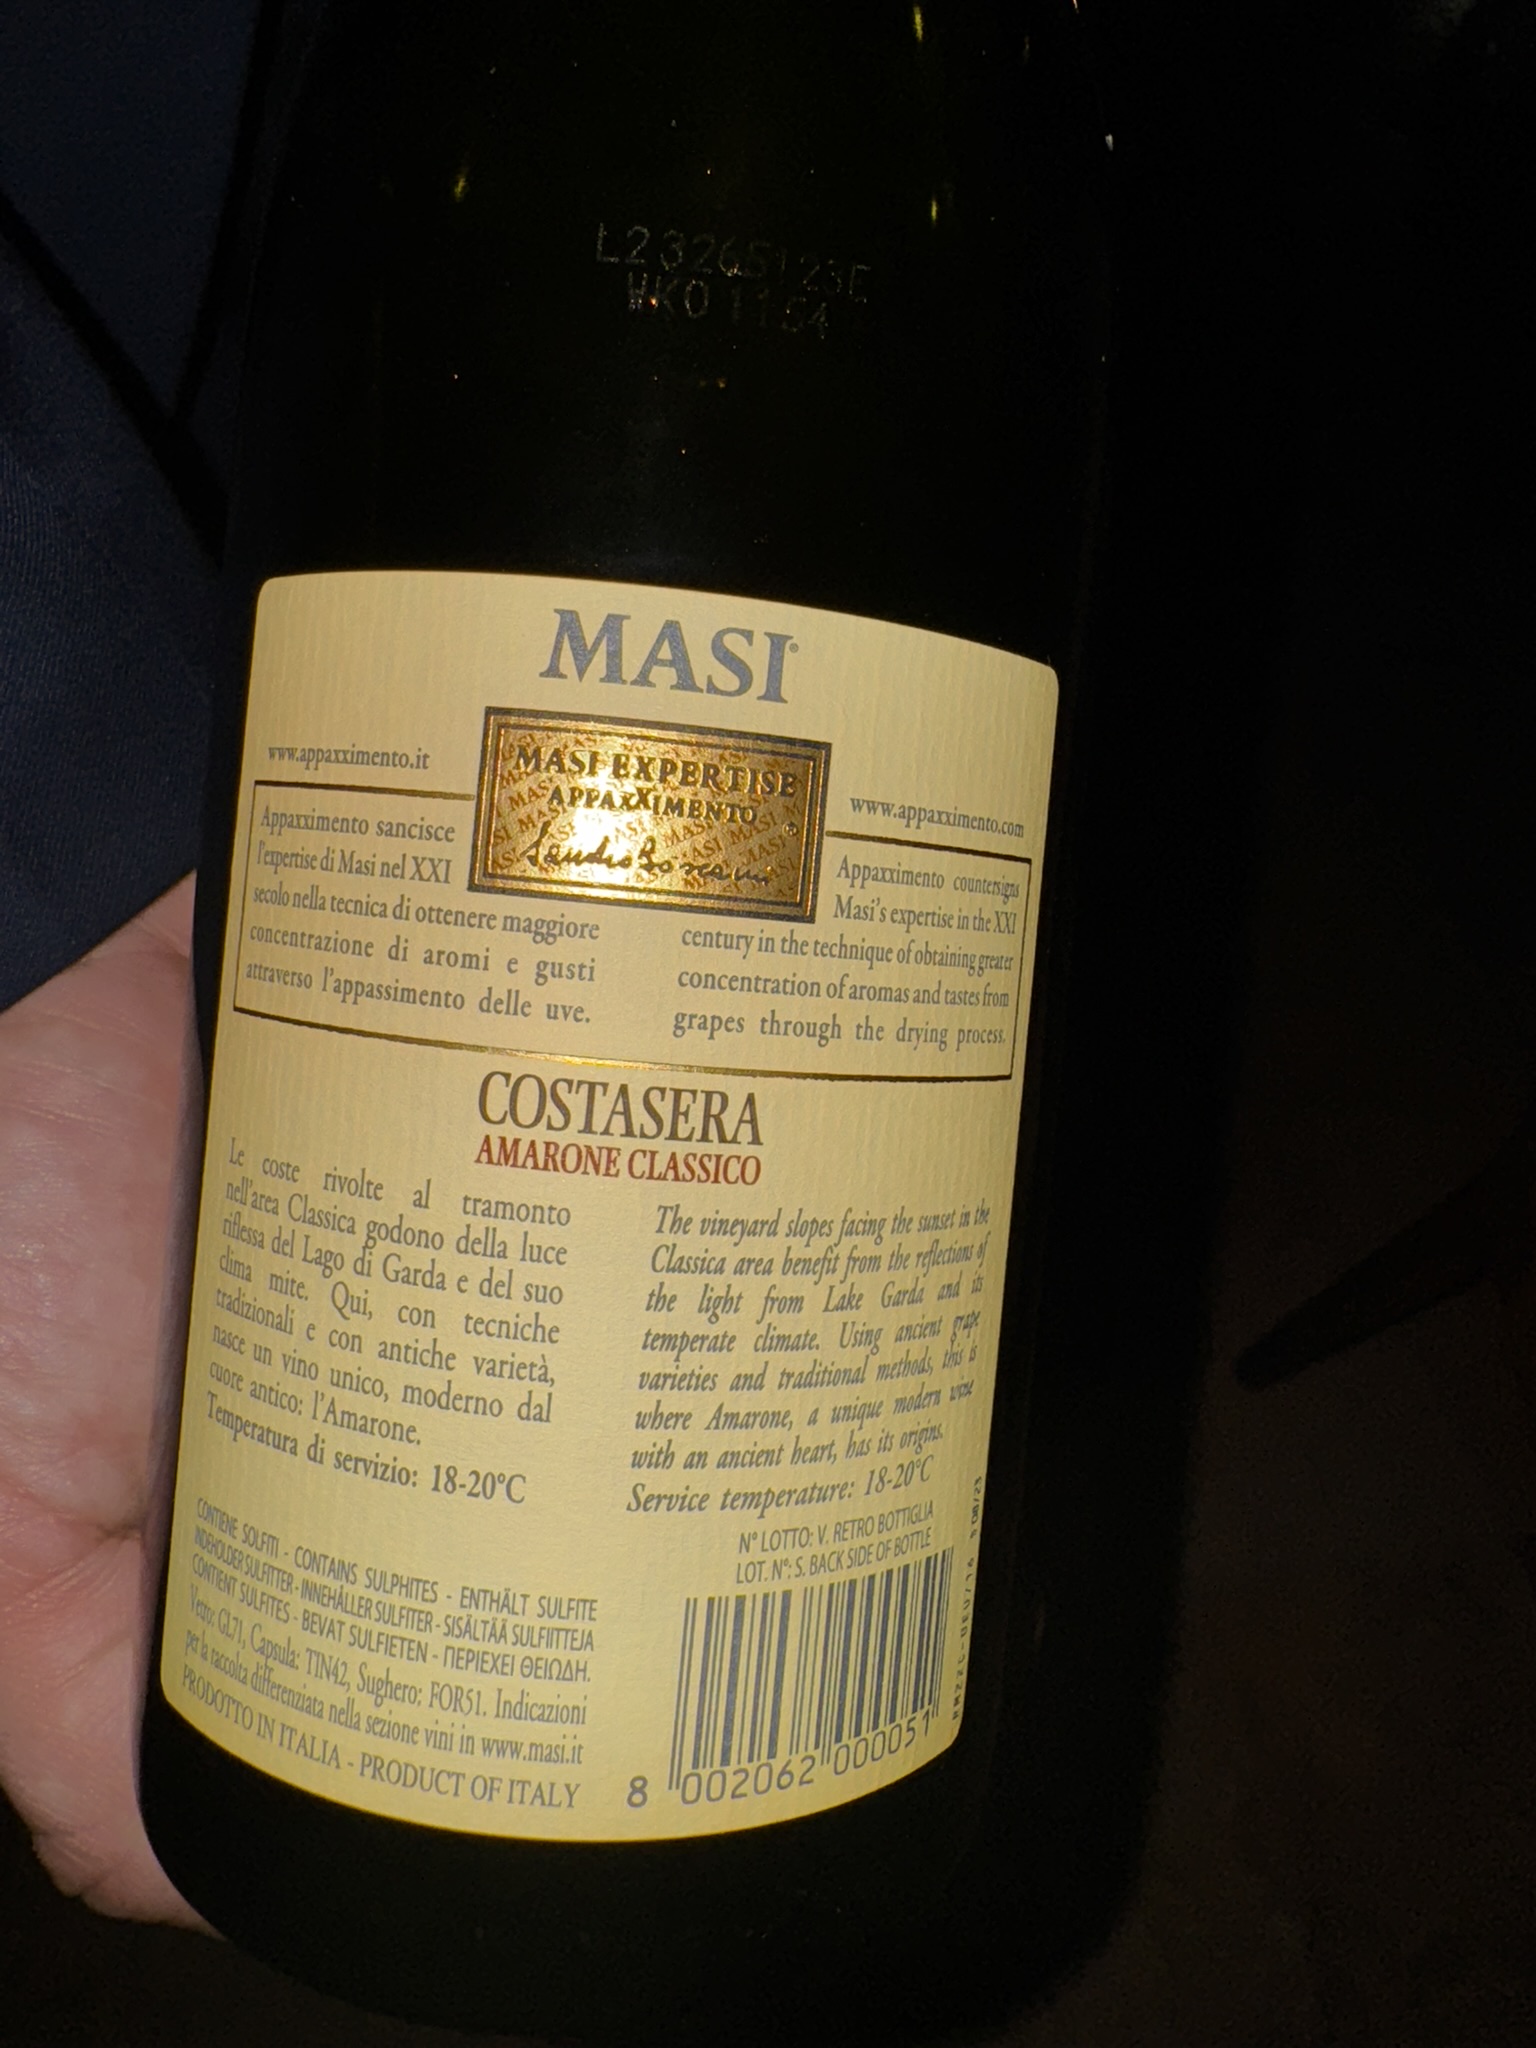 L23265123E
WKO 1154
MASI®
www.appaxximento.it
MASI EXPERTISE
APPAXXIMENTO
®
Sandro Boscaini
www.appaxximento.com
Appaxximento sancisce
l'expertise di Masi nel XXI
secolo nella tecnica di ottenere maggiore
concentrazione di aromi e gusti
attraverso l'appassimento delle uve.
Appaxximento countersigns
Masi's expertise in the XXI
century in the technique of obtaining greater
concentration of aromas and tastes from
grapes through the drying process.
COSTASERA
AMARONE CLASSICO
Le coste rivolte al tramonto
nell'area Classica godono della luce
riflessa del Lago di Garda e del suo
clima mite. Qui, con tecniche
tradizionali e con antiche varietà,
nasce un vino unico, moderno dal
cuore antico: l'Amarone.
Temperatura di servizio: 18-20°C
The vineyard slopes facing the sunset in the
Classica area benefit from the reflections of
the light from Lake Garda and its
temperate climate. Using ancient grape
varieties and traditional methods, this is
where Amarone, a unique modern wine
with an ancient heart, has its origins.
Service temperature: 18-20°C
CONTIENE SOLFITI - CONTAINS SULPHITES - ENTHÄLT SULFITE
INDEHOLDER SULFITTER - INNEHÅLLER SULFITER - SISÄLTÄÄ SULFIITTEJA
CONTIENT SULFITES - BEVAT SULFIETEN - ΠΕΡΙΕΧΕΙ ΘΕΙΩΔΗ.
Vetro: GL71, Capsula: TIN42, Sughero: FOR51. Indicazioni
per la raccolta differenziata nella sezione vini in www.masi.it
PRODOTTO IN ITALIA - PRODUCT OF ITALY
N° LOTTO: V. RETRO BOTTIGLIA
LOT. N°: S. BACK SIDE OF BOTTLE
8 002062 000051